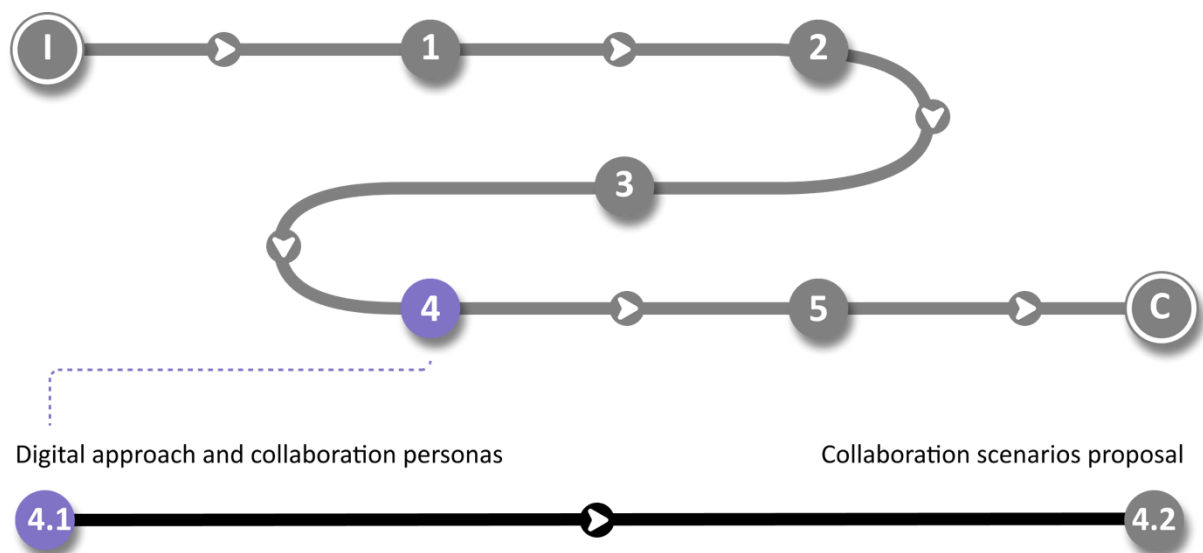 I
1
2
3
4
5
C
Digital approach and collaboration personas
Collaboration scenarios proposal
4.1
4.2